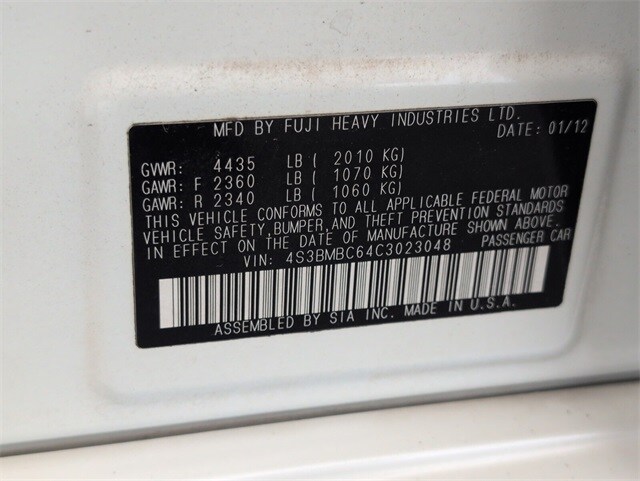 MFD BY FUJI HEAVY INDUSTRIES LTD.
DATE: 01/12
GVWR: 4435 LB ( 2010 KG)
GAWR: F 2360 LB ( 1070 KG)
GAWR: R 2340 LB ( 1060 KG)
THIS VEHICLE CONFORMS TO ALL APPLICABLE FEDERAL MOTOR
VEHICLE SAFETY,BUMPER,AND THEFT PREVENTION STANDARDS
IN EFFECT ON THE DATE OF MANUFACTURE SHOWN ABOVE.
VIN: 4S3BMBC64C3023048 PASSENGER CAR
ASSEMBLED BY SIA INC. MADE IN U.S.A.